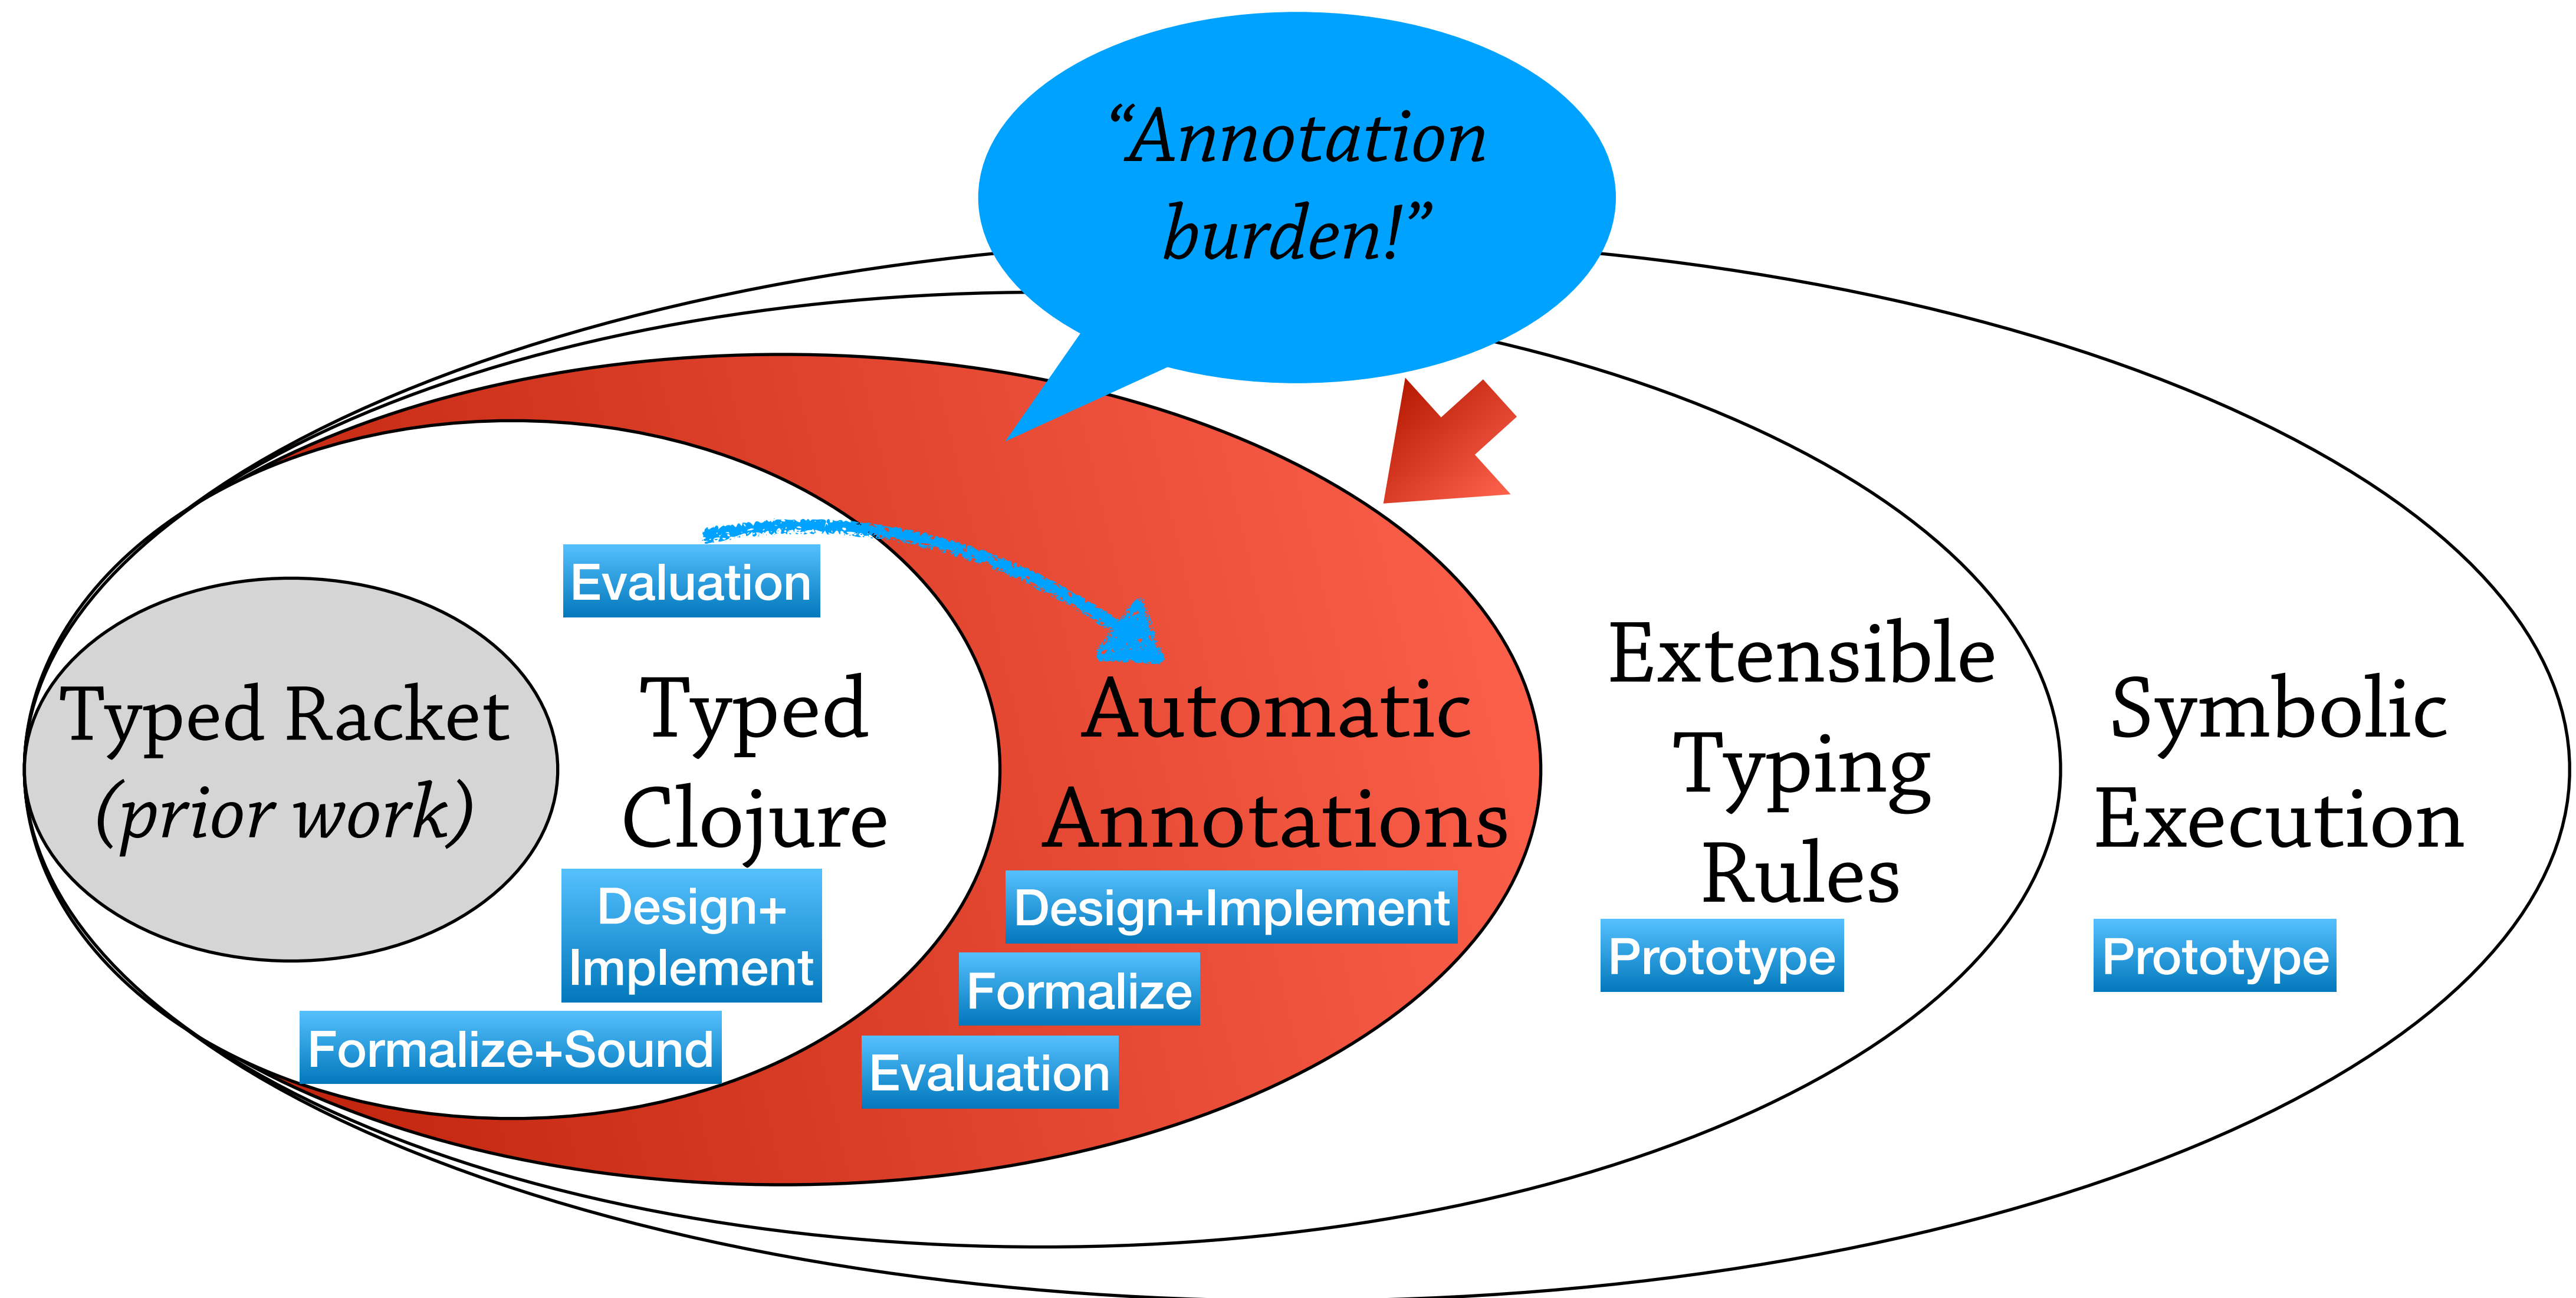 “Annotation
burden!”
Evaluation
Typed Racket
(prior work)
Typed
Clojure
Design+
Implement
Formalize+Sound
Automatic
Annotations
Design+Implement
Formalize
Evaluation
Extensible
Typing
Rules
Prototype
Symbolic
Execution
Prototype